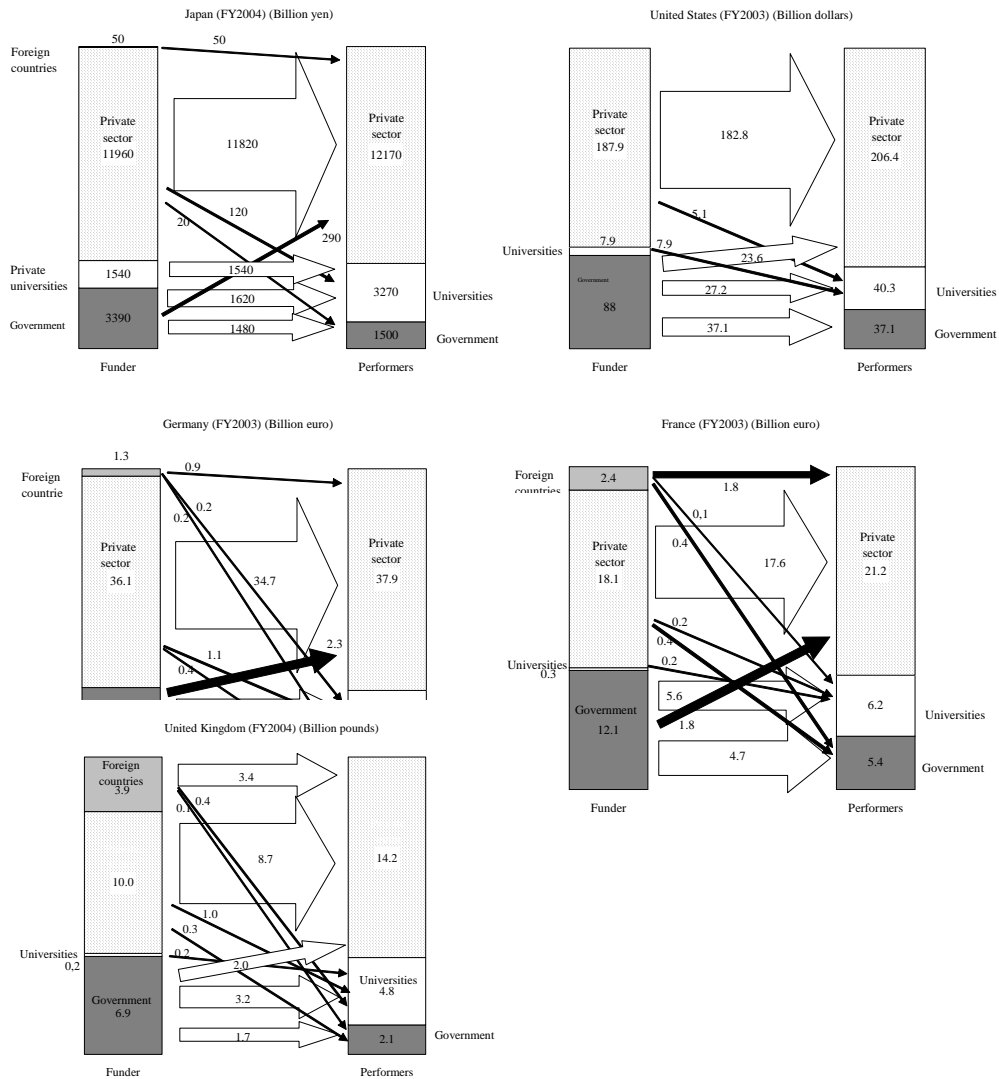 Japan (FY2004) (Billion yen)
50
50
Foreign
countries
Private
sector
11960
11820
Private
sector
12170
120
20
290
Private
universities
1540
1540
1620
3270
Universities
Government
3390
1480
1500
Government
Funder
Performers
United States (FY2003) (Billion dollars)
Private
sector
187.9
182.8
Private
sector
206.4
5.1
Universities
7.9
7.9
23.6
Government
88
27.2
40.3
Universities
37.1
37.1
Government
Funder
Performers
Germany (FY2003) (Billion euro)
1.3
Foreign
countrie
0.9
0.2
0.2
Private
sector
36.1
34.7
Private
sector
37.9
1.1
0.4
2.3
France (FY2003) (Billion euro)
Foreign
countries
2.4
1.8
0,1
0.4
Private
sector
18.1
17.6
Private
sector
21.2
0.2
0.4
Universities
0.3
0.2
5.6
Government
12.1
1.8
6.2
Universities
4.7
5.4
Government
Funder
Performers
United Kingdom (FY2004) (Billion pounds)
Foreign
countries
3.9
3.4
0.1
0.4
10.0
8.7
14.2
1.0
0.3
Universities
0,2
0.2
2.0
Universities
4.8
Government
6.9
3.2
1.7
2.1
Government
Funder
Performers